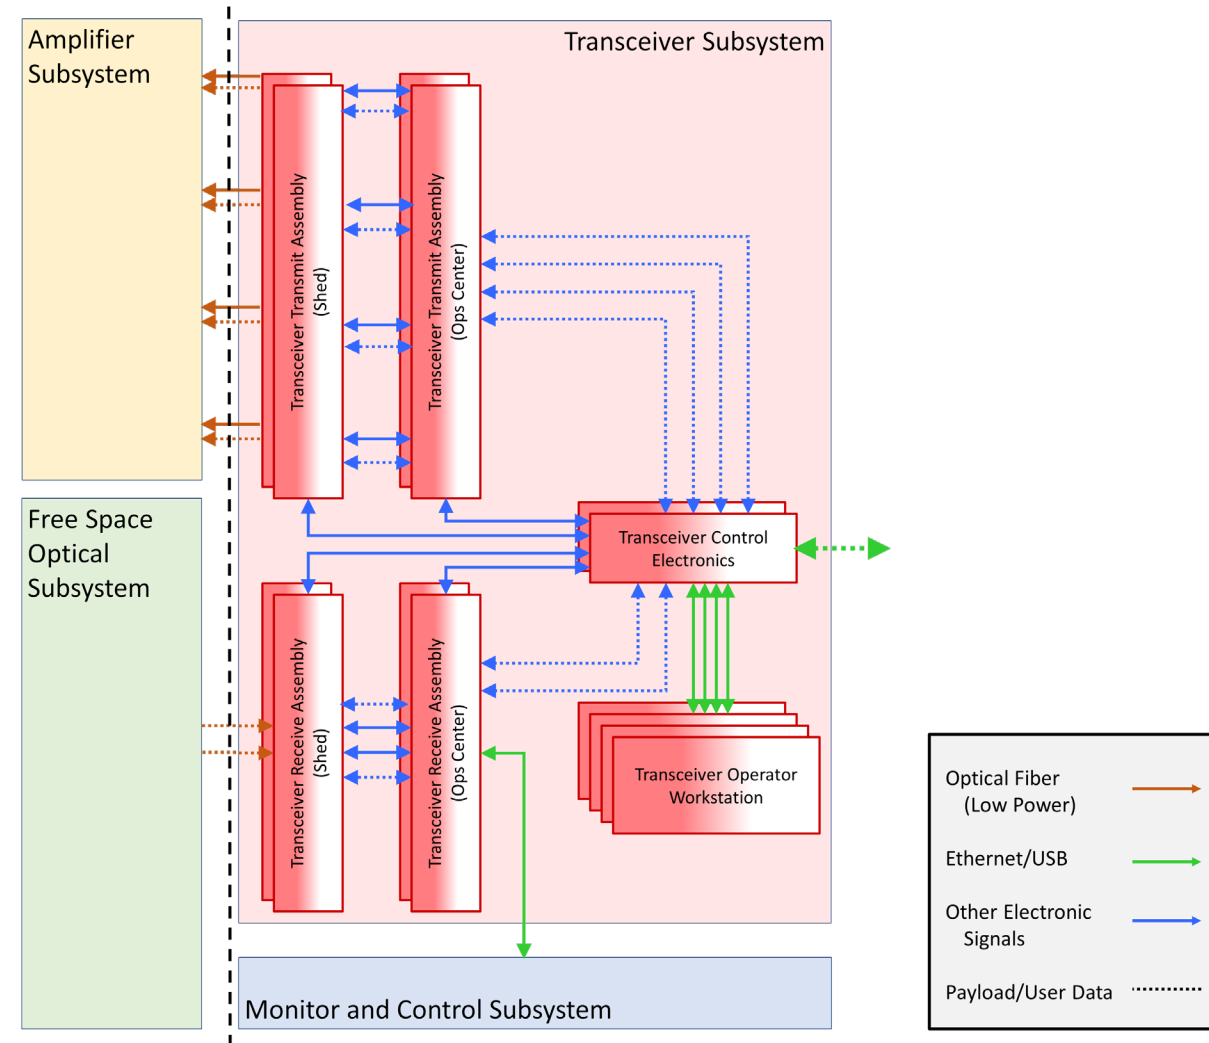 Amplifier
Subsystem
Transceiver Subsystem
Transceiver Transmit Assembly
(Shed)
Transceiver Transmit Assembly
(Ops Center)
Free Space
Optical
Subsystem
Transceiver Control
Electronics
Transceiver Receive Assembly
(Shed)
Transceiver Receive Assembly
(Ops Center)
Transceiver Operator
Workstation
Monitor and Control Subsystem
Optical Fiber
(Low Power)
Ethernet/USB
Other Electronic
Signals
Payload/User Data